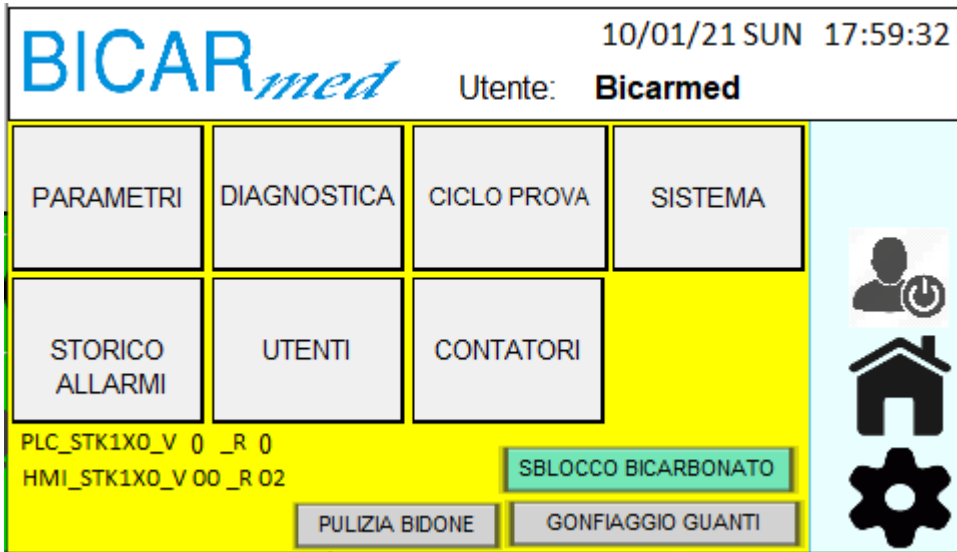 10/01/21 SUN 17:59:32
BICARmed
Utente: Bicarmed
PARAMETRI
DIAGNOSTICA
CICLO PROVA
SISTEMA
STORICO
ALLARMI
UTENTI
CONTATORI
PLC_STK1X0_V 0 _R 0
HMI_STK1X0_V 00 _R 02
SBLOCCO BICARBONATO
PULIZIA BIDONE
GONFIAGGIO GUANTI